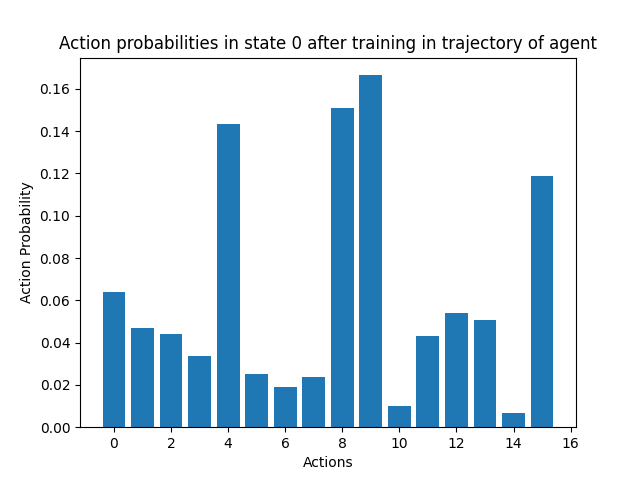 Action probabilities in state 0 after training in trajectory of agent
0.16
0.14
0.12
0.10
0.08
0.06
0.04
0.02
0.00
Action Probability
0 2 4 6 8 10 12 14 16
Actions